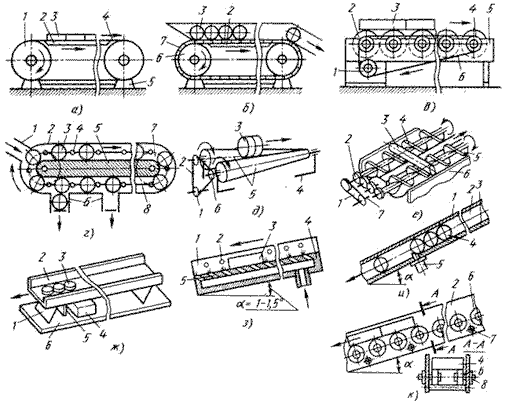 1 2 3 4
5
а)
3 2
1
7
6
5
4
б)
2 3 4 5
1
6
в)
1 2 3 4 5 7
6 8
г)
3
2
1 6 5 4
д)
3 4
2
1 7
5
6
е)
1 2 3
4
5
α
и)
2 3
1 6 5 4
ж)
1 2 3 4
α=1-1,5°
з)
А 2 6
7
5
А
А-А
4
6
8
α
к)